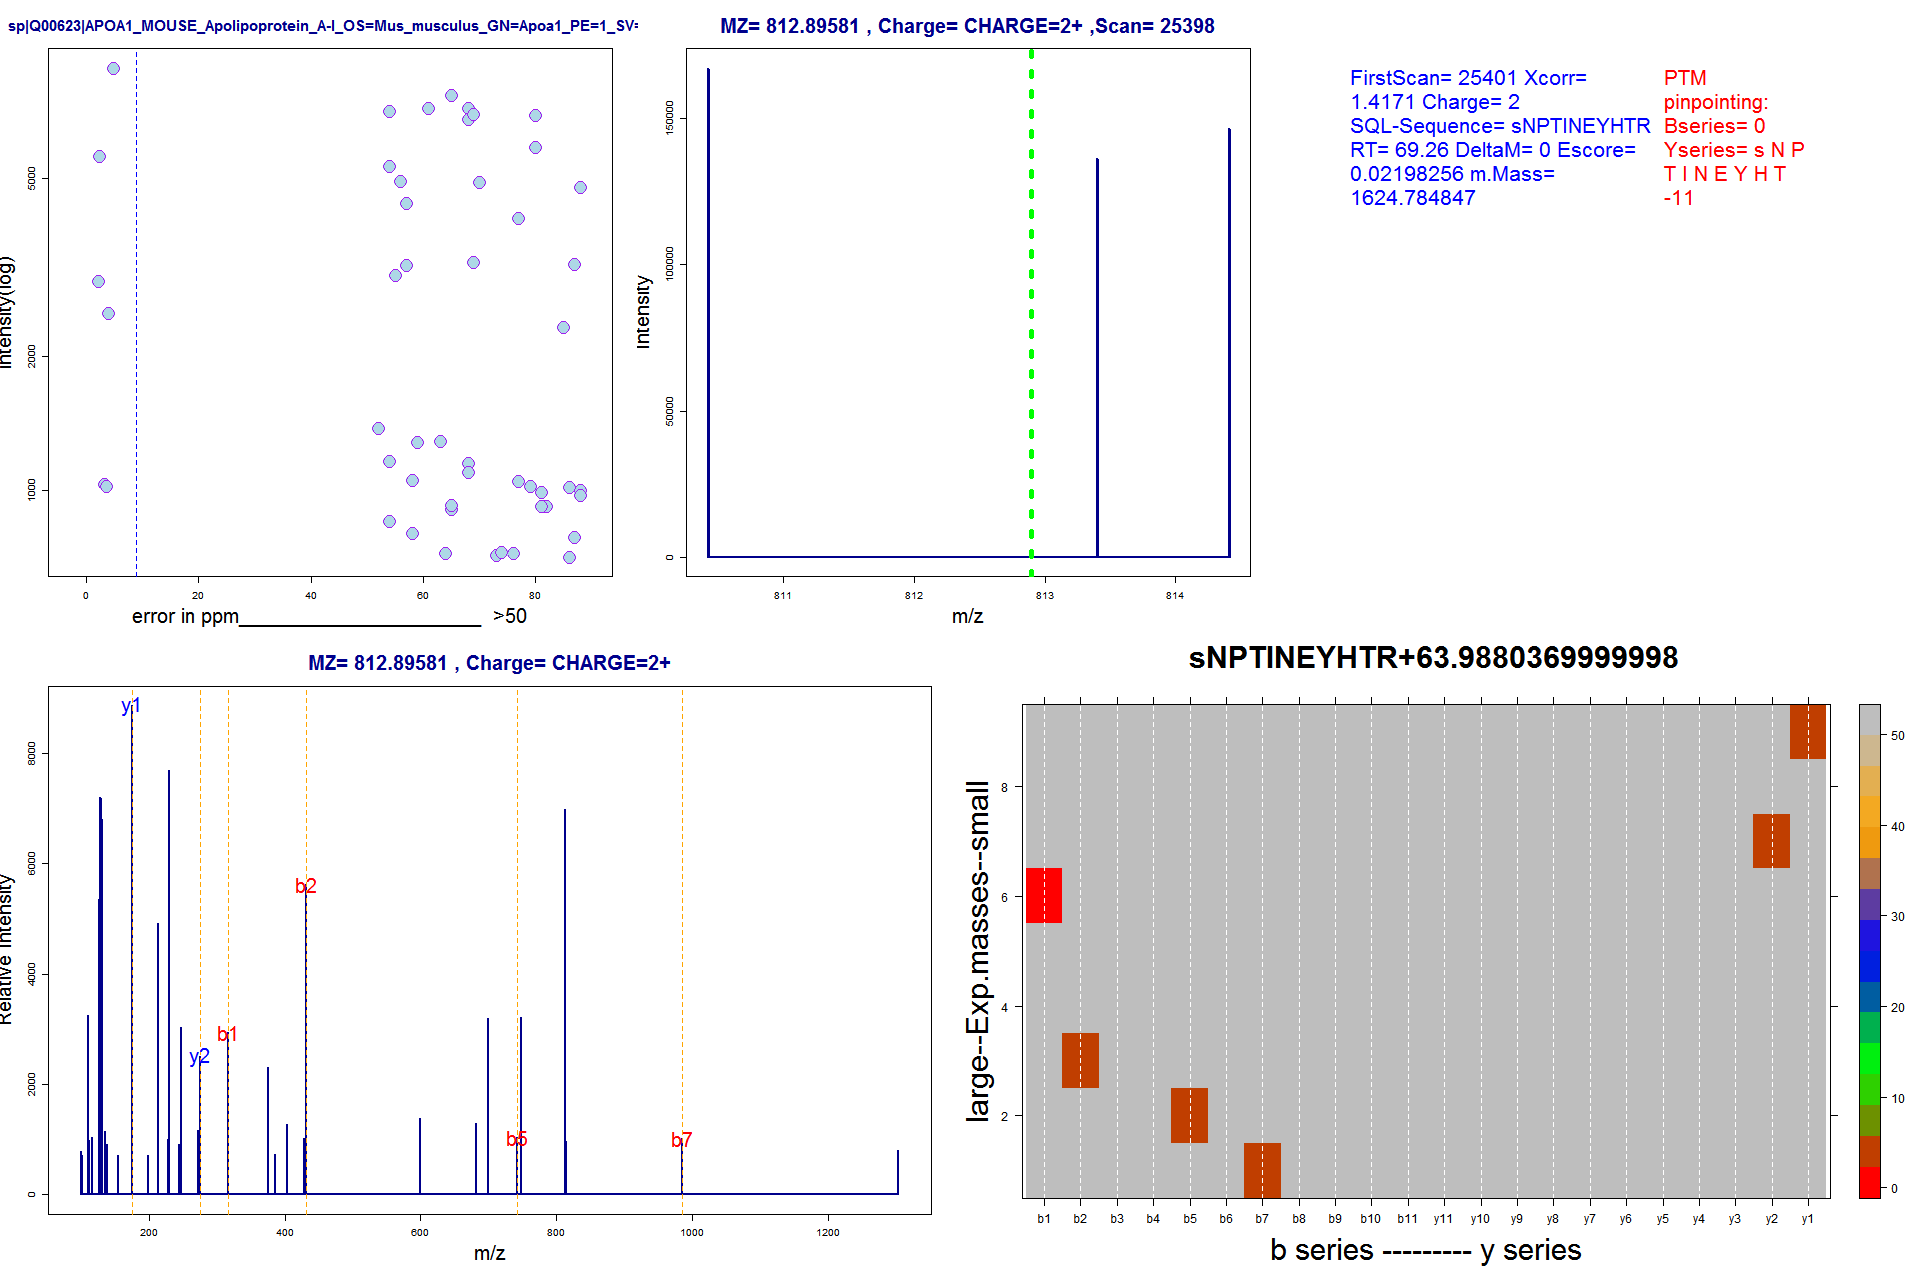 sp|Q00623|APOA1_MOUSE_Apolipoprotein_A-I_OS=Mus_musculus_GN=Apoa1_PE=1_SV=
Intensity(log)
5000
2000
1000
0 20 40 60 80
error in ppm______________________ >50
MZ= 812.89581 , Charge= CHARGE=2+ ,Scan= 25398
Intensity
150000
100000
50000
0
811 812 813 814
m/z
FirstScan= 25401 Xcorr=
1.4171 Charge= 2
SQL-Sequence= sNPTINEYHTR
RT= 69.26 DeltaM= 0 Escore=
0.02198256 m.Mass=
1624.784847
PTM
pinpointing:
Bseries= 0
Yseries= s N P
T I N E Y H T
-11
MZ= 812.89581 , Charge= CHARGE=2+
Relative Intensity
8000
6000
4000
2000
0
y1
b2
b1
y2
b5
b7
200 400 600 800 1000 1200
m/z
sNPTINEYHTR+63.9880369999998
large--Exp.masses--small
8
6
4
2
b1 b2 b3 b4 b5 b6 b7 b8 b9 b10 b11 y11 y10 y9 y8 y7 y6 y5 y4 y3 y2 y1
b series --------- y series
50
40
30
20
10
0